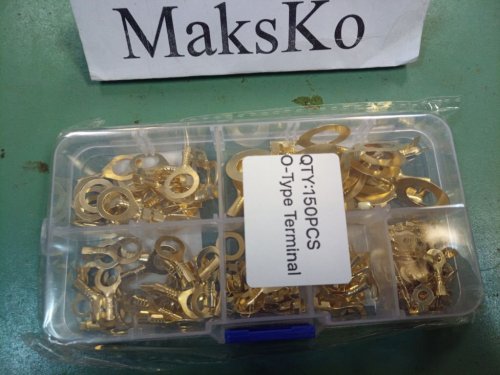 MaksKo
QTY:150PCS
O-Type Terminal